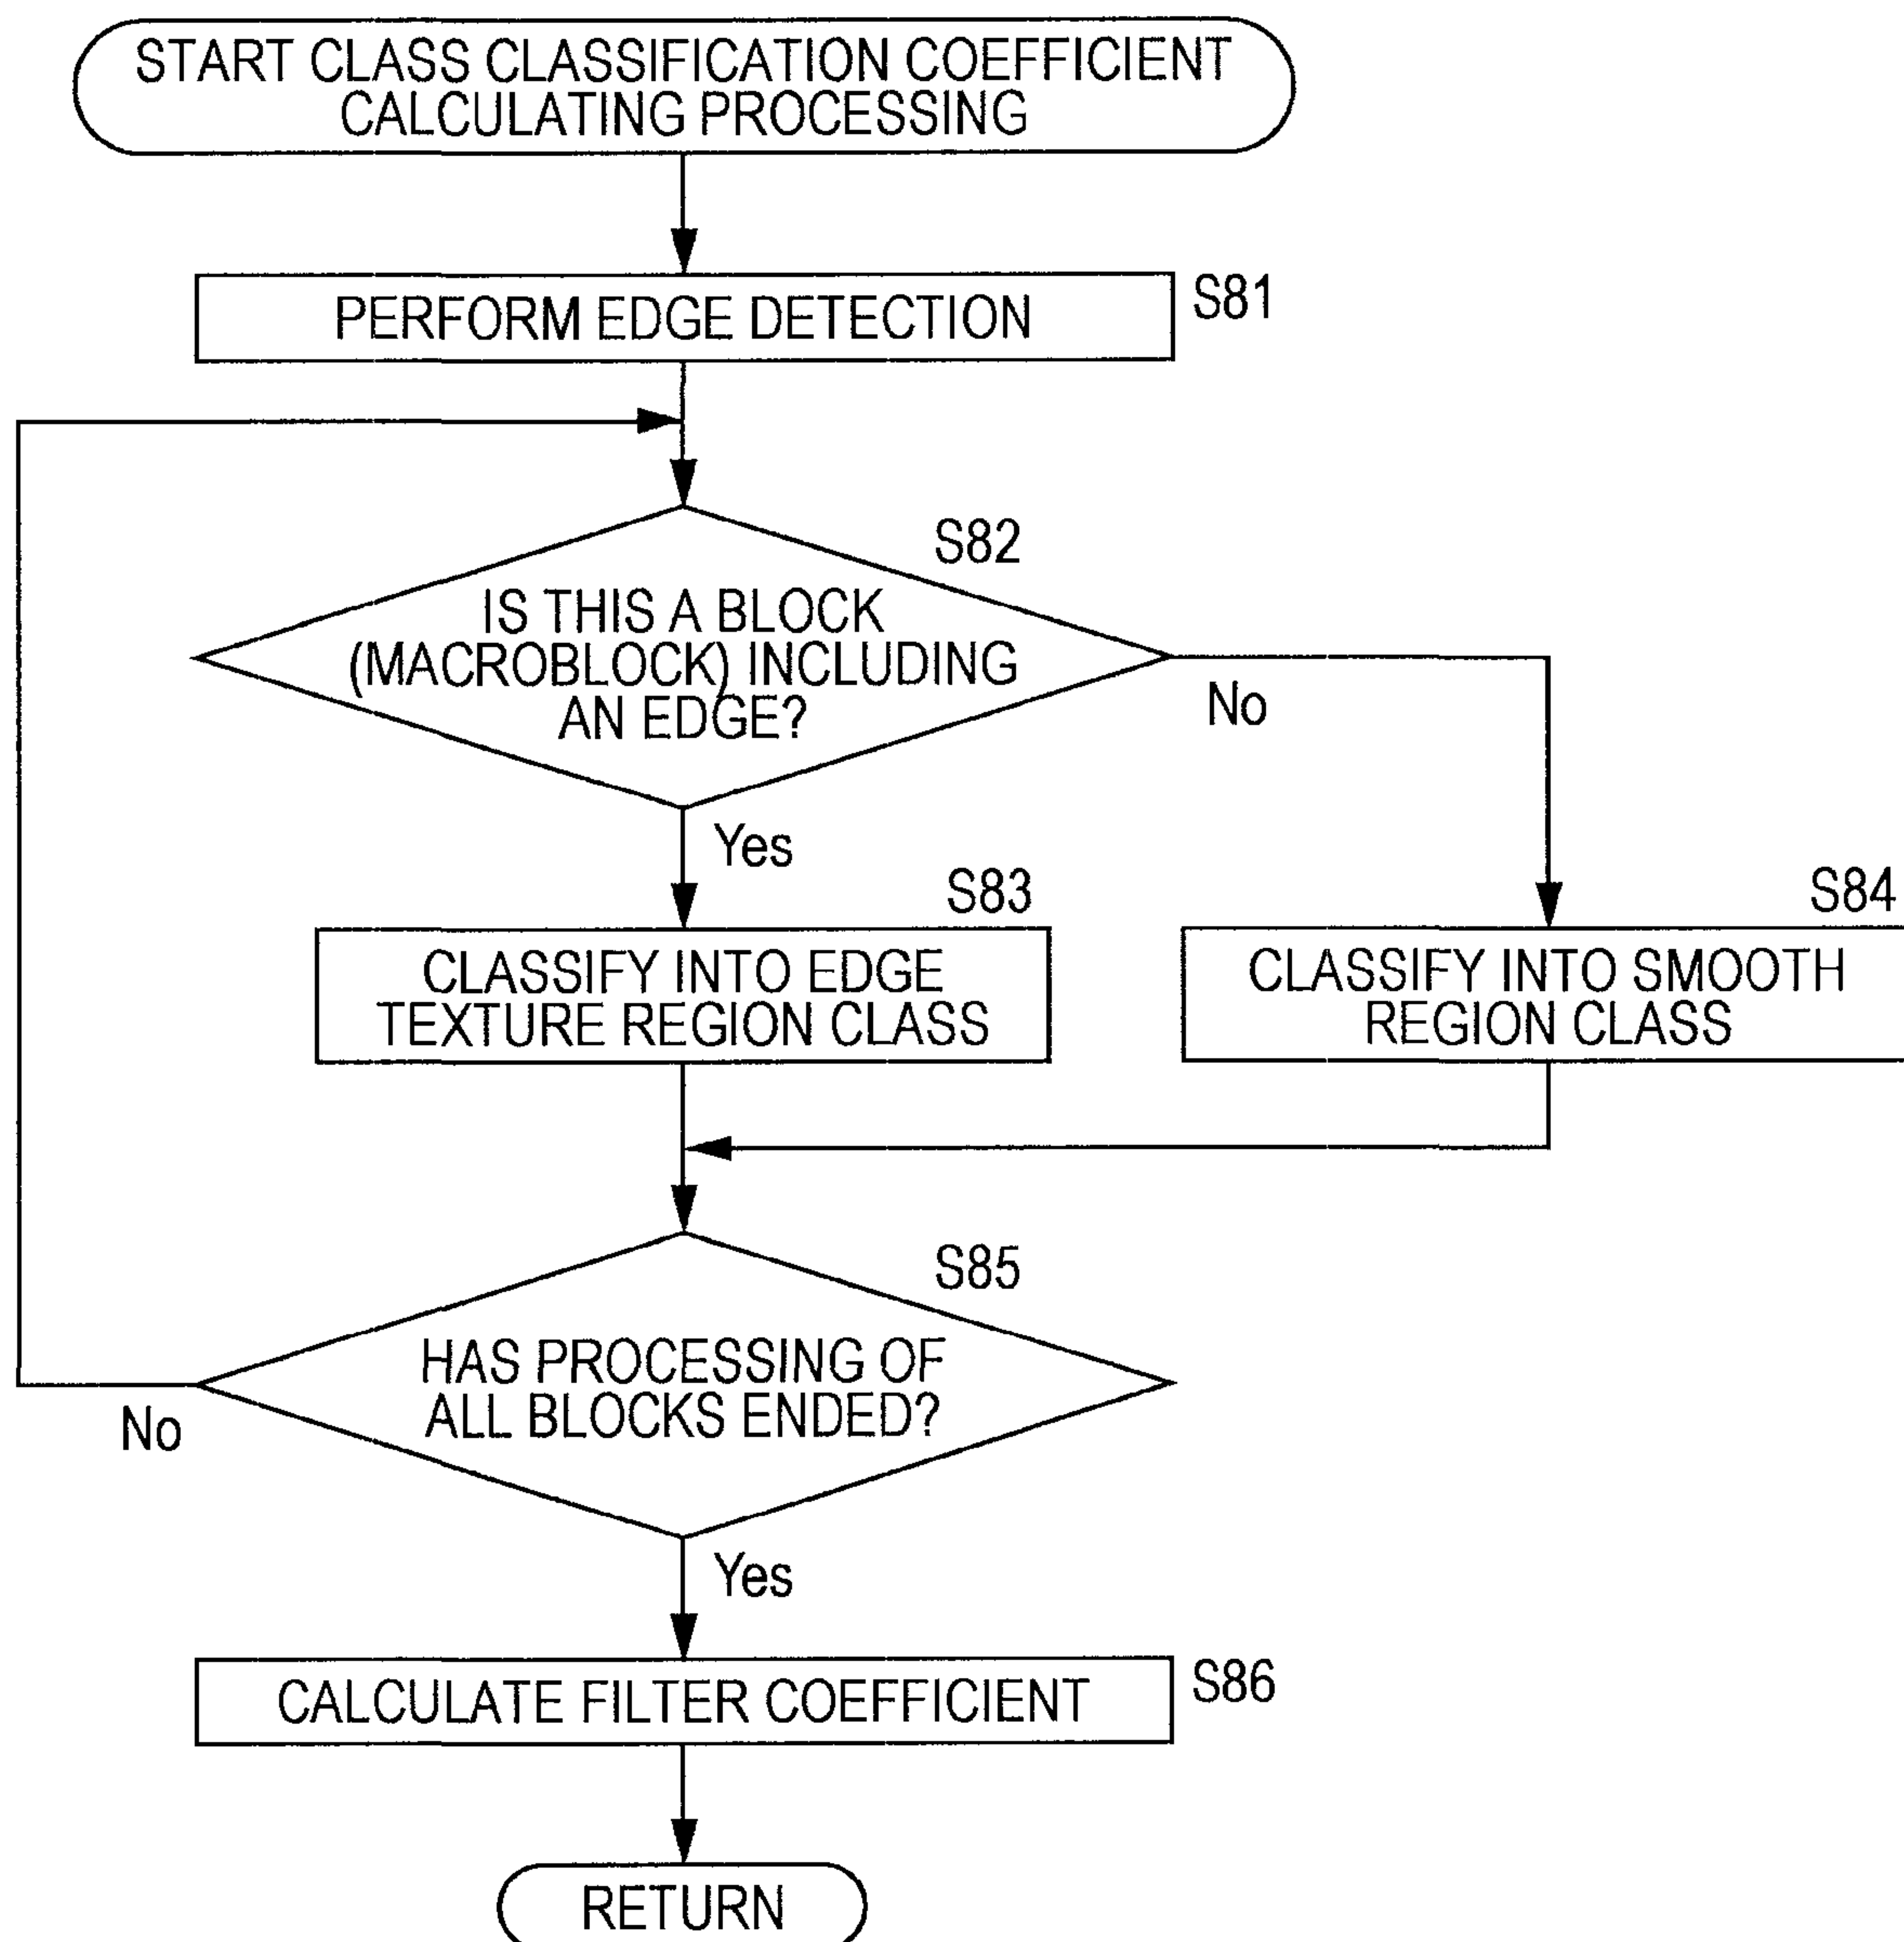 START CLASS CLASSIFICATION COEFFICIENT
CALCULATING PROCESSING
PERFORM EDGE DETECTION
S81
S82
IS THIS A BLOCK
(MACROBLOCK) INCLUDING
AN EDGE?
No
Yes
S83
CLASSIFY INTO EDGE
TEXTURE REGION CLASS
S84
CLASSIFY INTO SMOOTH
REGION CLASS
S85
HAS PROCESSING OF
ALL BLOCKS ENDED?
No
Yes
CALCULATE FILTER COEFFICIENT
S86
RETURN